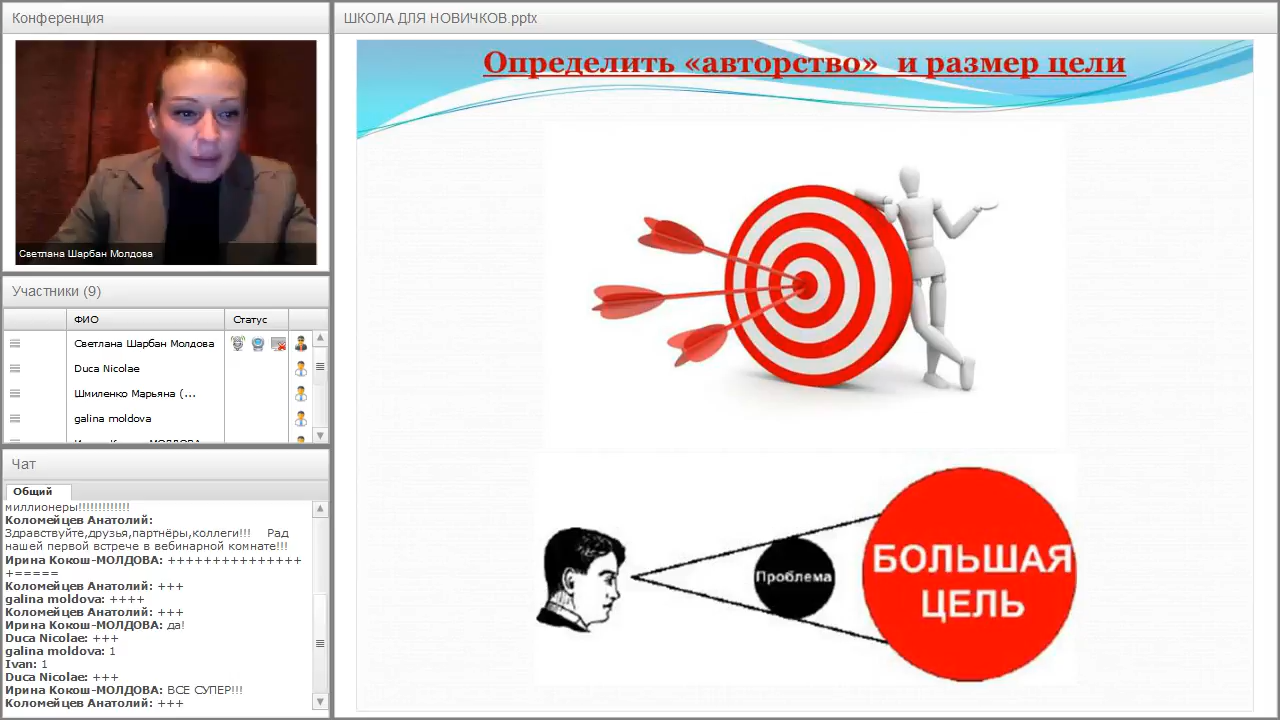 Конференция
Светлана Шарбан Молдова
Участники (9)
ФИО
Статус
Светлана Шарбан Молдова
Duca Nicolae
Шмиленко Марьяна (...
galina moldova
Чат
Общий
миллионеры!!!!!!!!!!!!!
Коломейцев Анатолий:
Здравствуйте,друзья,партнёры,коллеги!!! Рад
нашей первой встрече в вебинарной комнате!!!
Ирина Кокош-МОЛДОВА: +++++++++++++++
+=====
Коломейцев Анатолий: +++
galina moldova: ++++
Коломейцев Анатолий: +++
Ирина Кокош-МОЛДОВА: да!
Duca Nicolae: +++
galina moldova: 1
Ivan: 1
Duca Nicolae: +++
Ирина Кокош-МОЛДОВА: ВСЕ СУПЕР!!!
Коломейцев Анатолий: +++
ШКОЛА ДЛЯ НОВИЧКОВ.pptx
Определить «авторство» и размер цели
Проблема
БОЛЬШАЯ
ЦЕЛЬ